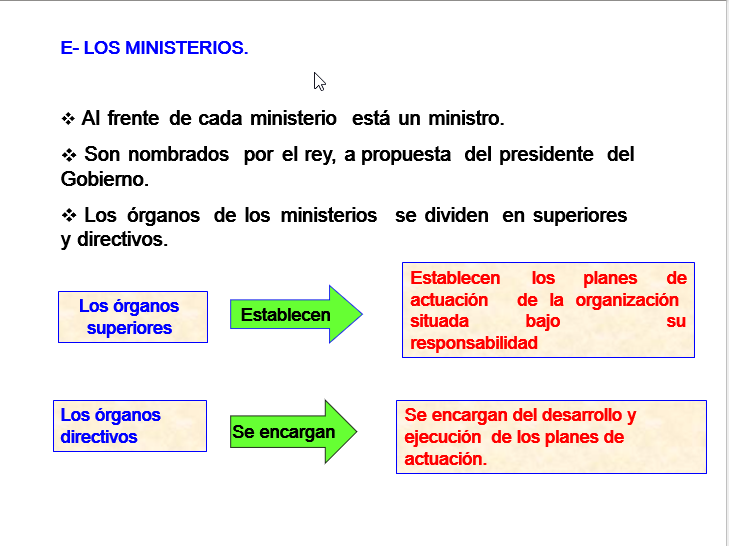 E- LOS MINISTERIOS.
❖ Al frente de cada ministerio está un ministro.
❖ Son nombrados por el rey, a propuesta del presidente del
Gobierno.
❖ Los órganos de los ministerios se dividen en superiores
y directivos.
Los órganos
superiores
Establecen
Establecen los planes de
actuación de la organización
situada bajo su
responsabilidad
Los órganos
directivos
Se encargan
Se encargan del desarrollo y
ejecución de los planes de
actuación.